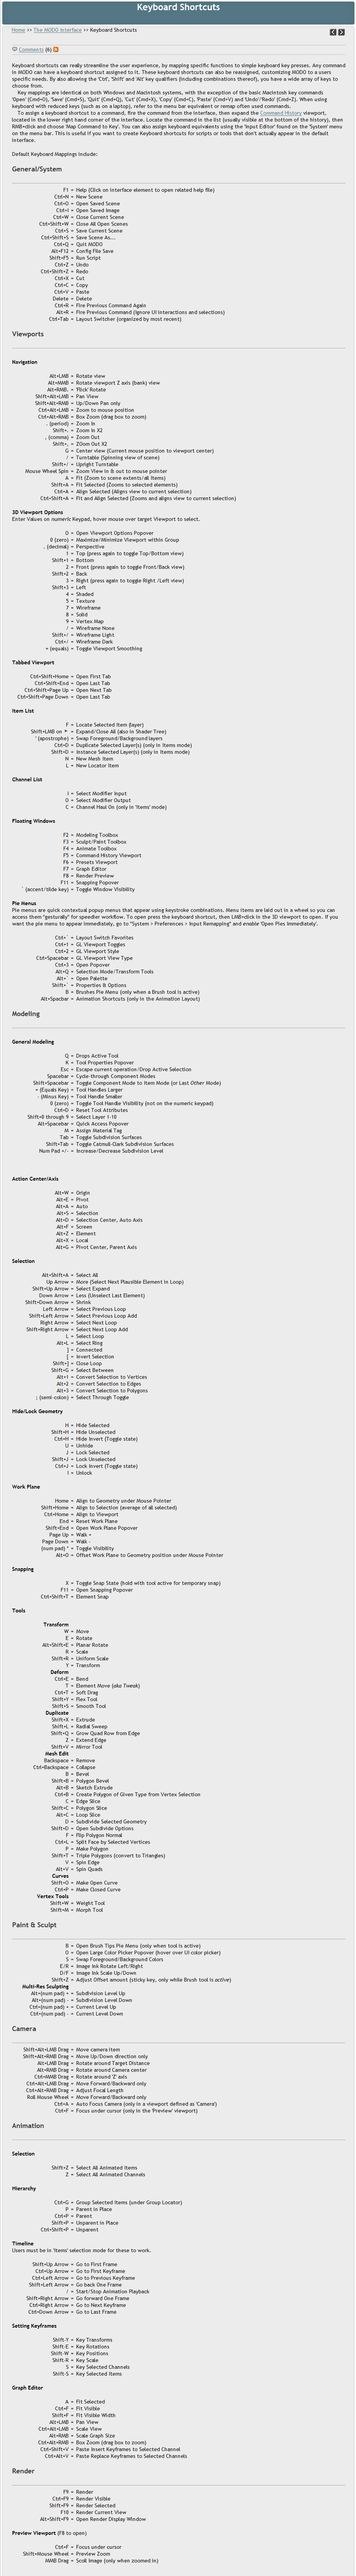 Keyboard Shortcuts
Home >> The MODO Interface >> Keyboard Shortcuts
Comments (6)
Keyboard shortcuts can really streamline the user experience, by mapping specific functions to simple keyboard key presses. Any command
in MODO can have a keyboard shortcut assigned to it. These keyboard shortcuts can also be reassigned, customizing MODO to a users
specific needs. By also allowing the 'Ctrl', 'Shift' and 'Alt' key qualifiers (including combinations thereof), you have a wide array of keys to
choose from.
Key mappings are identical on both Windows and Macintosh systems, with the exception of the basic Macintosh key commands
'Open' (Cmd+O), 'Save' (Cmd+S), 'Quit' (Cmd+Q), 'Cut' (Cmd+X), 'Copy' (Cmd+C), 'Paste' (Cmd+V) and 'Undo'/'Redo' (Cmd+Z). When using
keyboard with reduced keys (such as on a laptop), refer to the menu bar equivalent or remap often used commands.
To assign a keyboard shortcut to a command, fire the command from the interface, then expand the Command History viewport,
located in the lower right hand corner of the interface. Locate the command in the list (usually visible at the bottom of the history), then
RMB+click and choose 'Map Command to Key'. You can also assign keyboard equivalents using the 'Input Editor' found on the 'System' menu
on the menu bar. This is useful if you want to create keyboard shortcuts for scripts or tools that don't actually appear in the default
interface.
Default Keyboard Mappings include:
General/System
F1 = Help (Click on interface element to open related help file)
Ctrl+N = New Scene
Ctrl+O = Open Saved Scene
Ctrl+I = Open Saved Image
Ctrl+W = Close Current Scene
Ctrl+Shift+W = Close All Open Scenes
Ctrl+S = Save Current Scene
Ctrl+Shift+S = Save Scene As...
Ctrl+Q = Quit MODO
Alt+F12 = Config File Save
Shift+F5 = Run Script
Ctrl+Z = Undo
Ctrl+Shift+Z = Redo
Ctrl+X = Cut
Ctrl+C = Copy
Ctrl+V = Paste
Delete = Delete
Ctrl+R = Fire Previous Command Again
Alt+R = Fire Previous Command (Ignore UI interactions and selections)
Ctrl+Tab = Layout Switcher (organized by most recent)
Viewports
Navigation
Alt+LMB = Rotate view
Alt+MMB = Rotate viewport Z axis (bank) view
Alt+RMB, = 'Flick' Rotate
Shift+Alt+LMB = Pan View
Shift+Alt+RMB = Up/Down Pan only
Ctrl+Alt+LMB = Zoom to mouse position
Ctrl+Alt+RMB = Box Zoom (drag box to zoom)
. (period) = Zoom In
Shift+. = Zoom In X2
, (comma) = Zoom Out
Shift+, = ZOom Out X2
G = Center view (Current mouse position to viewport center)
/ = Turntable (Spinning view of scene)
Shift+/ = Upright Turntable
Mouse Wheel Spin = Zoom View in & out to mouse pointer
A = Fit (Zoom to scene extents/all items)
Shift+A = Fit Selected (Zooms to selected elements)
Ctrl+A = Align Selected (Aligns view to current selection)
Ctrl+Shift+A = Fit and Align Selected (Zooms and aligns view to current selection)
3D Viewport Options
Enter Values on numeric Keypad, hover mouse over target Viewport to select.
O = Open Viewport Options Popover
0 (zero) = Maximize/Minimize Viewport within Group
. (decimal) = Perspective
1 = Top (press again to toggle Top/Bottom view)
Shift+1 = Bottom
2 = Front (press again to toggle Front/Back view)
Shift+2 = Back
3 = Right (press again to toggle Right /Left view)
Shift+3 = Left
4 = Shaded
5 = Texture
7 = Wireframe
8 = Solid
9 = Vertex Map
/ = Wireframe None
Shift+/ = Wireframe Light
Ctrl+/ = Wireframe Dark
= (equals) = Toggle Viewport Smoothing
Tabbed Viewport
Ctrl+Shift+Home = Open First Tab
Ctrl+Shift+End = Open Last Tab
Ctrl+Shift+Page Up = Open Next Tab
Ctrl+Shift+Page Down = Open Last Tab
Item List
F = Locate Selected Item (layer)
Shift+LMB on ▶ = Expand/Close All (also in Shader Tree)
' (apostrophe) = Swap Foreground/Background layers
Ctrl+D = Duplicate Selected Layer(s) (only in Items mode)
Shift+D = Instance Selected Layer(s) (only in Items mode)
N = New Mesh Item
L = New Locator Item
Channel List
I = Select Modifier Input
O = Select Modifier Output
C = Channel Haul On (only in 'Items' mode)
Floating Windows
F2 = Modeling Toolbox
F3 = Sculpt/Paint Toolbox
F4 = Animate Toolbox
F5 = Command History Viewport
F6 = Presets Viewport
F7 = Graph Editor
F8 = Render Preview
F11 = Snapping Popover
` (accent/tilde key) = Toggle Window Visibility
Pie Menus
Pie menus are quick contextual popup menus that appear using keystroke combinations. Menu items are laid out in a wheel so you can
access them "gesturally" for speedier workflow. To open press the keyboard shortcut, then LMB+click in the 3D viewport to open. If you
want the pie menu to appear immediately, go to "System > Preferences > Input Remapping" and enable 'Open Pies Immediately'.
Ctrl+` = Layout Switch Favorites
Ctrl+1 = GL Viewport Toggles
Ctrl+2 = GL Viewport Style
Ctrl+Spacebar = GL Viewport View Type
Ctrl+3 = Open Popover
Alt+Q = Selection Mode/Transform Tools
Alt+` = Open Palette
Shift+` = Properties & Options
B = Brushes Pie Menu (only when a Brush tool is active)
Alt+Spacbar = Animation Shortcuts (only in the Animation Layout)
Modeling
General Modeling
Q = Drops Active Tool
K = Tool Properties Popover
Esc = Escape current operation/Drop Active Selection
Spacebar = Cycle-through Component Modes
Shift+Spacebar = Toggle Component Mode to Item Mode (or Last Other Mode)
= (Equals Key) = Tool Handles Larger
- (Minus Key) = Tool Handle Smaller
0 (zero) = Toggle Tool Handle Visibility (not on the numeric keypad)
Ctrl+D = Reset Tool Attributes
Shift+0 through 9 = Select Layer 1-10
Alt+Spacebar = Quick Access Popover
M = Assign Material Tag
Tab = Toggle Subdivision Surfaces
Shift+Tab = Toggle Catmull-Clark Subdivision Surfaces
Num Pad +/- = Increase/Decrease Subdivision Level
Action Center/Axis
Alt+W = Origin
Alt+E = Pivot
Alt+A = Auto
Alt+S = Selection
Alt+D = Selection Center, Auto Axis
Alt+F = Screen
Alt+Z = Element
Alt+X = Local
Alt+G = Pivot Center, Parent Axis
Selection
Alt+Shift+A = Select All
Up Arrow = More (Select Next Plausible Element in Loop)
Shift+Up Arrow = Select Expand
Down Arrow = Less (Unselect Last Element)
Shift+Down Arrow = Shrink
Left Arrow = Select Previous Loop
Shift+Left Arrow = Select Previous Loop Add
Right Arrow = Select Next Loop
Shift+Right Arrow = Select Next Loop Add
L = Select Loop
Alt+L = Select Ring
] = Connected
[ = Invert Selection
Shift+] = Close Loop
Shift+G = Select Between
Alt+1 = Convert Selection to Vertices
Alt+2 = Convert Selection to Edges
Alt+3 = Convert Selection to Polygons
; (semi-colon) = Select Through Toggle
Hide/Lock Geometry
H = Hide Selected
Shift+H = Hide Unselected
Ctrl+H = Hide Invert (Toggle state)
U = Unhide
J = Lock Selected
Shift+J = Lock Unselected
Ctrl+J = Lock Invert (Toggle state)
I = Unlock
Work Plane
Home = Align to Geometry under Mouse Pointer
Shift+Home = Align to Selection (average of all selected)
Ctrl+Home = Align to Viewport
End = Reset Work Plane
Shift+End = Open Work Plane Popover
Page Up = Walk +
Page Down = Walk -
(num pad) * = Toggle Visibility
Alt+O = Offset Work Plane to Geometry position under Mouse Pointer
Snapping
X = Toggle Snap State (hold with tool active for temporary snap)
F11 = Open Snapping Popover
Ctrl+Shift+T = Element Snap
Tools
Transform
W = Move
E = Rotate
Alt+Shift+E = Planar Rotate
R = Scale
Shift+R = Uniform Scale
Y = Transform
Deform
Ctrl+E = Bend
T = Element Move (aka Tweak)
Ctrl+T = Soft Drag
Shift+Y = Flex Tool
Shift+S = Smooth Tool
Duplicate
Shift+X = Extrude
Shift+L = Radial Sweep
Shift+Q = Grow Quad Row from Edge
Z = Extend Edge
Shift+V = Mirror Tool
Mesh Edit
Backspace = Remove
Ctrl+Backspace = Collapse
B = Bevel
Shift+B = Polygon Bevel
Alt+B = Sketch Extrude
Ctrl+B = Create Polygon of Given Type from Vertex Selection
C = Edge Slice
Shift+C = Polygon Slice
Alt+C = Loop Slice
D = Subdivide Selected Geometry
Shift+D = Open Subdivide Options
F = Flip Polygon Normal
Ctrl+L = Split Face by Selected Vertices
P = Make Polygon
Shift+T = Triple Polygons (convert to Triangles)
V = Spin Edge
Alt+V = Spin Quads
Curves
Shift+O = Make Open Curve
Ctrl+P = Make Closed Curve
Vertex Tools
Shift+W = Weight Tool
Shift+M = Morph Tool
Paint & Sculpt
B = Open Brush Tips Pie Menu (only when tool is active)
O = Open Large Color Picker Popover (hover over UI color picker)
S = Swap Foreground/Background Colors
E/R = Image Ink Rotate Left/Right
D/F = Image Ink Scale Up/Down
Shift+Z = Adjust Offset amount (sticky key, only while Brush tool is active)
Multi-Res Sculpting
Alt+(num pad) + = Subdivision Level Up
Alt+(num pad) - = Subdivision Level Down
Ctrl+(num pad) + = Current Level Up
Ctrl+(num pad) - = Current Level Down
Camera
Shift+Alt+LMB Drag = Move camera item
Shift+Alt+RMB Drag = Move Up/Down direction only
Alt+LMB Drag = Rotate around Target Distance
Alt+RMB Drag = Rotate around Camera center
Ctrl+MMB Drag = Rotate around 'Z' axis
Ctrl+Alt+LMB Drag = Move Forward/Backward only
Ctrl+Alt+RMB Drag = Adjust Focal Length
Roll Mouse Wheel = Move Forward/Backward only
Ctrl+A = Auto Focus Camera (only in a viewport defined as 'Camera')
Ctrl+F = Focus under cursor (only in the 'Preview' viewport)
Animation
Selection
Shift+Z = Select All Animated Items
Z = Select All Animated Channels
Hierarchy
Ctrl+G = Group Selected Items (under Group Locator)
P = Parent in Place
Ctrl+P = Parent
Shift+P = Unparent in Place
Ctrl+Shift+P = Unparent
Timeline
Users must be in 'Items' selection mode for these to work.
Shift+Up Arrow = Go to First Frame
Ctrl+Up Arrow = Go to First Keyframe
Ctrl+Left Arrow = Go to Previous Keyframe
Shift+Left Arrow = Go back One Frame
/ = Start/Stop Animation Playback
Shift+Right Arrow = Go forward One Frame
Ctrl+Right Arrow = Go to Next Keyframe
Ctrl+Down Arrow = Go to Last Frame
Setting Keyframes
Shift-Y = Key Transforms
Shift-E = Key Rotations
Shift-W = Key Positions
Shift-R = Key Scale
S = Key Selected Channels
Shift-S = Key Selected Items
Graph Editor
A = Fit Selected
Ctrl+F = Fit Visible
Shift+F = Fit Visible Width
Alt+LMB = Pan View
Ctrl+Alt+LMB = Scale View
Alt+RMB = Scale Graph Size
Ctrl+Alt+RMB = Box Zoom (drag box to zoom)
Ctrl+Shift+V = Paste Insert Keyframes to Selected Channel
Ctrl+Alt+V = Paste Replace Keyframes to Selected Channels
Render
F9 = Render
Ctrl+F9 = Render Visible
Shift+F9 = Render Selected
F10 = Render Current View
Alt+Shift+F9 = Open Render Display Window
Preview Viewport (F8 to open)
Ctrl+F = Focus under cursor
Shift+Mouse Wheel = Preview Zoom
MMB Drag = Scoll Image (only when zoomed in)